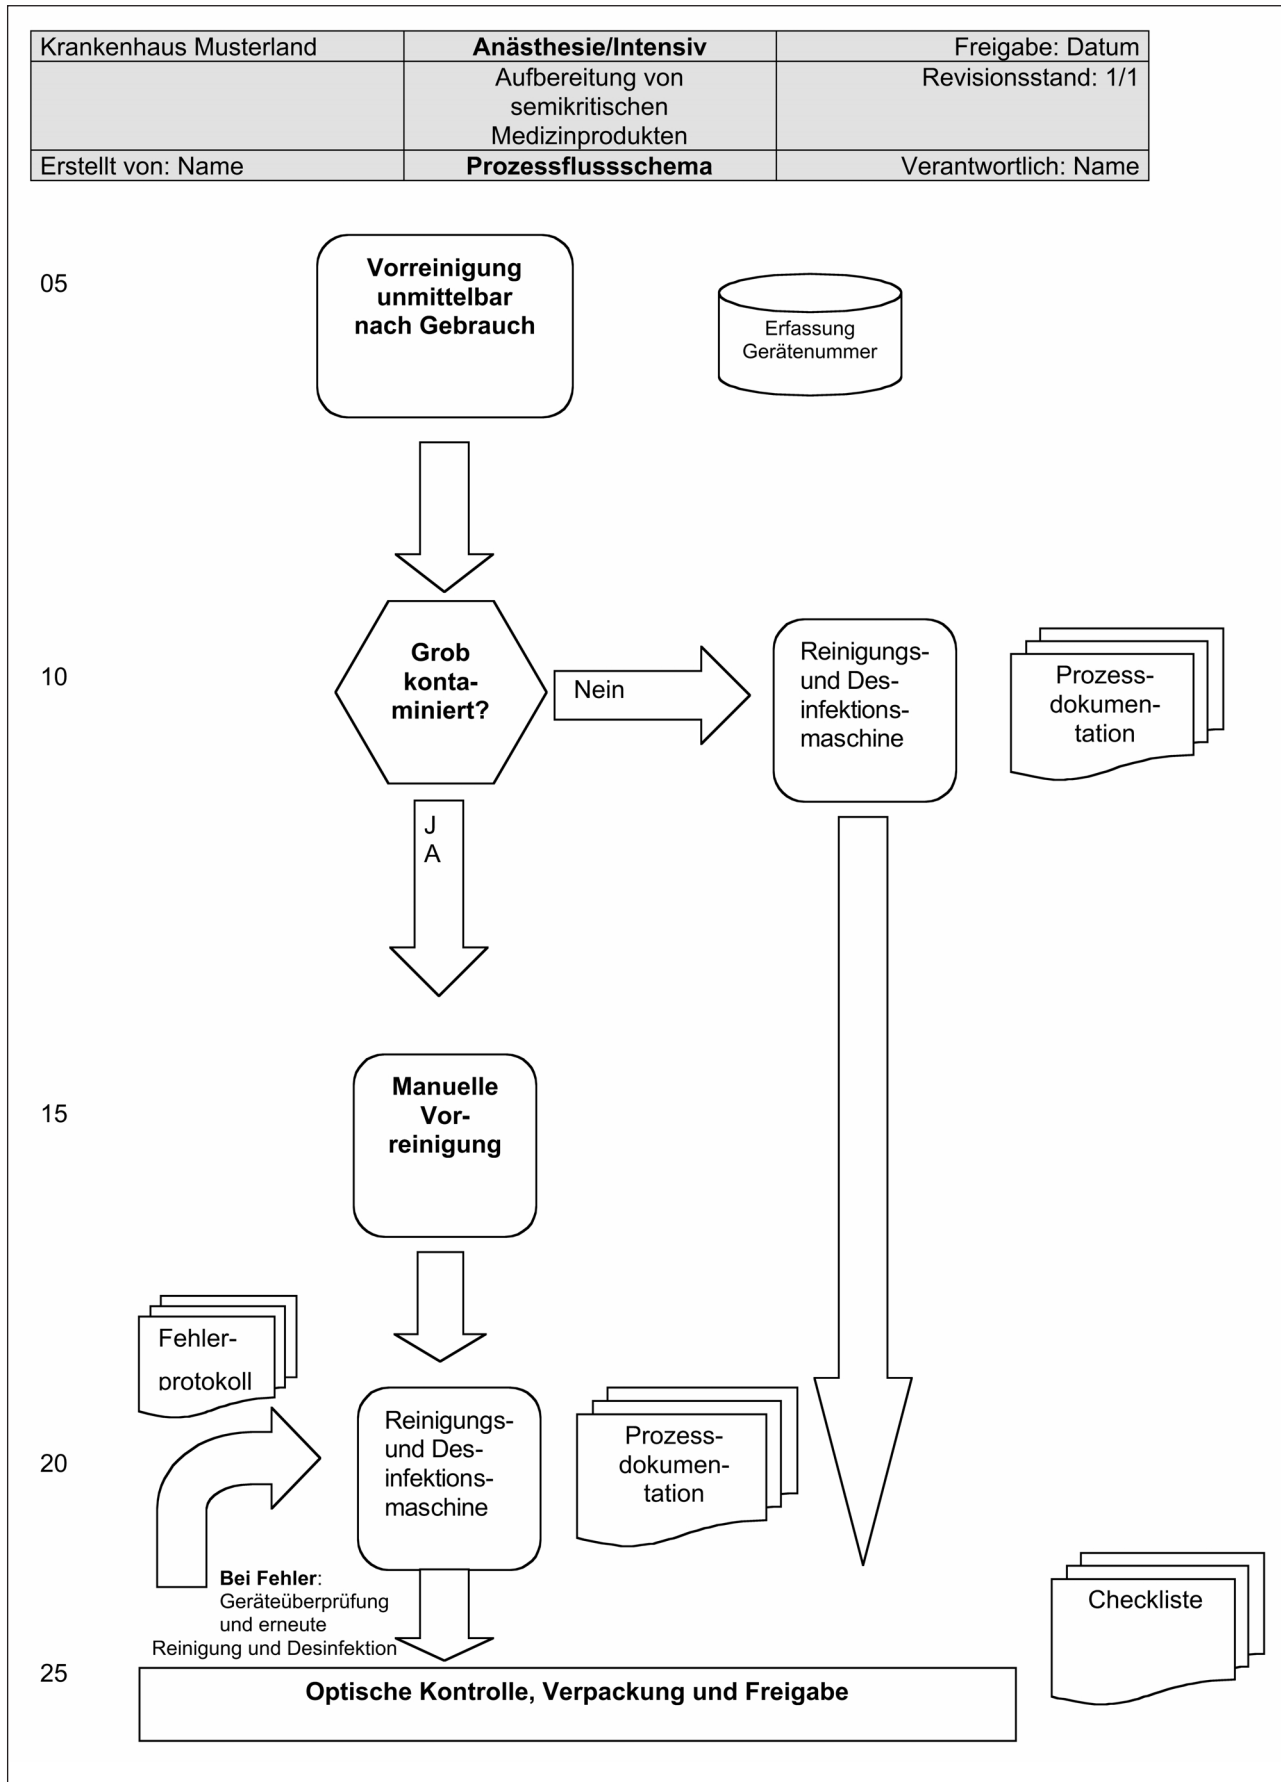 Krankenhaus Musterland
Anästhesie/Intensiv
Freigabe: Datum
Aufbereitung von
semikritischen
Medizinprodukten
Revisionsstand: 1/1
Erstellt von: Name
Prozessflussschema
Verantwortlich: Name
05
Vorreinigung
unmittelbar
nach Gebrauch
Erfassung
Gerätenummer
10
Grob
konta-
miniert?
Nein
Reinigungs-
und Des-
infektions-
maschine
Prozess-
dokumen-
tation
J
A
15
Manuelle
Vor-
reinigung
Fehler-
protokoll
20
Reinigungs-
und Des-
infektions-
maschine
Prozess-
dokumen-
tation
Bei Fehler:
Geräteüberprüfung
und erneute
Reinigung und Desinfektion
Checkliste
25
Optische Kontrolle, Verpackung und Freigabe